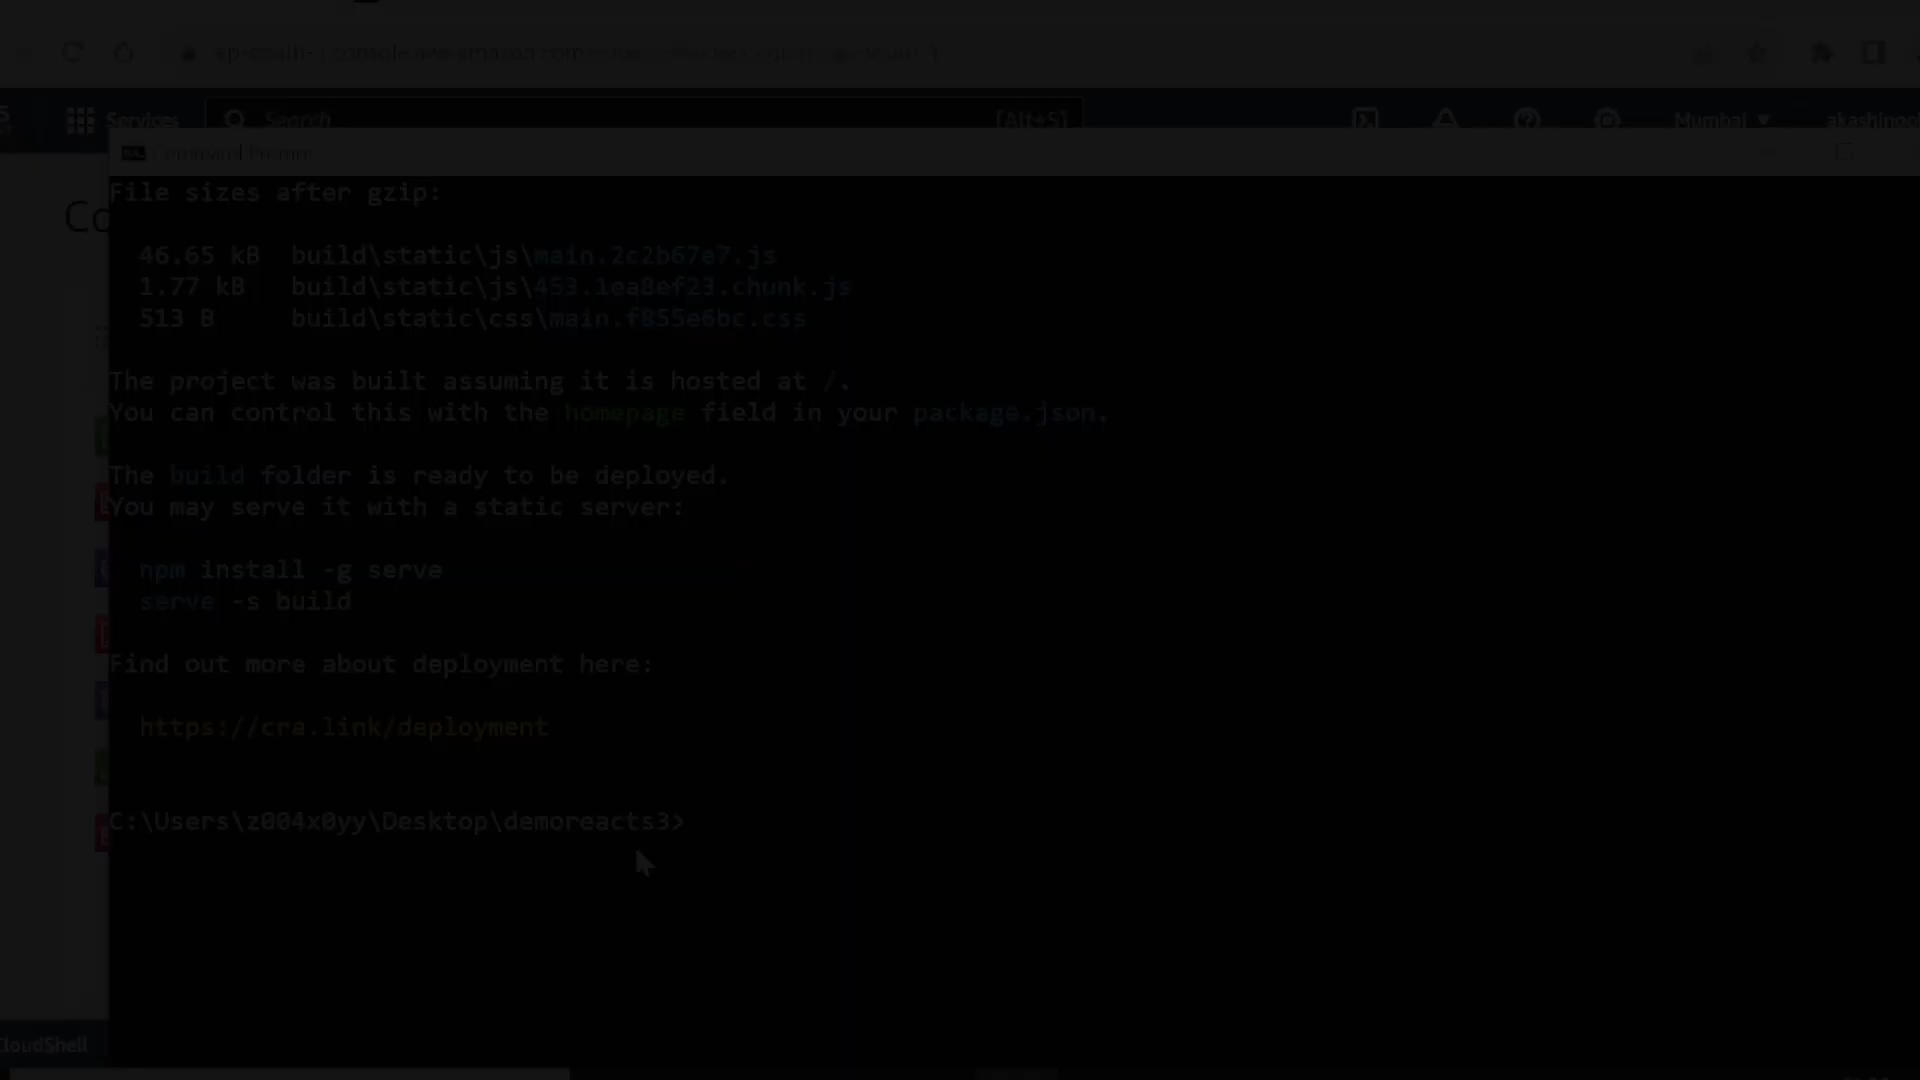 Services
Search
[Alt+S]
Mumbai
Command Prompt
Co
File sizes after gzip:
46.65 kB build\static\js\main.2c2b67e7.js
1.77 kB build\static\js\453.1ea8ef23.chunk.js
513 B build\static\css\main.f855e6bc.css
The project was built assuming it is hosted at /.
You can control this with the homepage field in your package.json.
The build folder is ready to be deployed.
You may serve it with a static server:
npm install -g serve
serve -s build
Find out more about deployment here:
https://cra.link/deployment
C:\Users\z004x0yy\Desktop\demoreacts3>
CloudShell